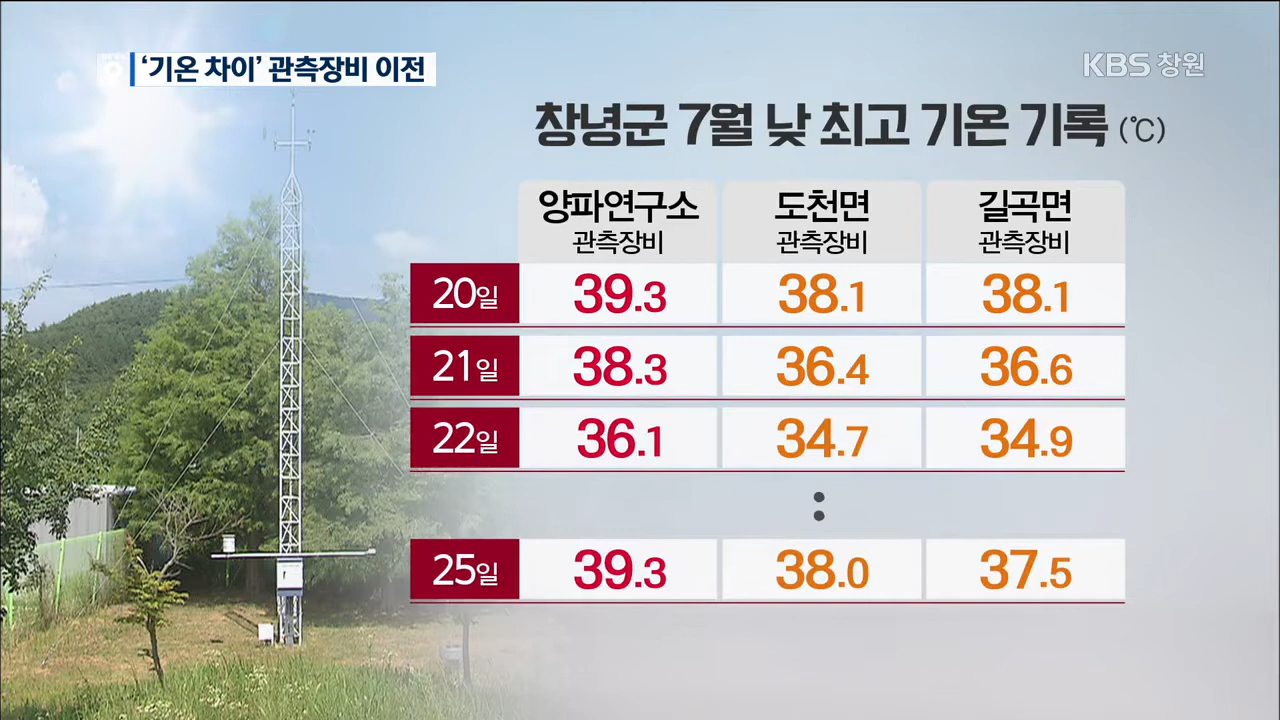 ‘기온 차이’ 관측장비 이전
KBS 창원
창녕군 7월 낮 최고 기온 기록 (℃)
양파연구소 도천면 길곡면
관측장비 관측장비 관측장비
20일 39.3 38.1 38.1
21일 38.3 36.4 36.6
22일 36.1 34.7 34.9
:
25일 39.3 38.0 37.5